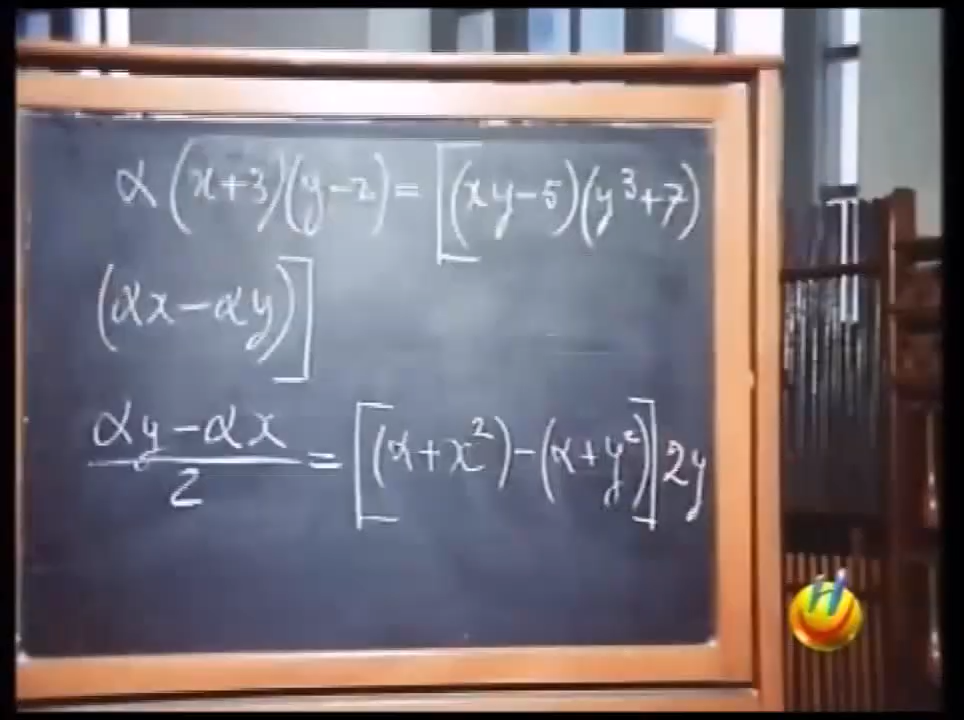 α(x+3)(y-2)=[(xy-5)(y³+7)
(αx-αy)]
αy-αx
2
=[(α+x²)-(α+y²)]2y
H